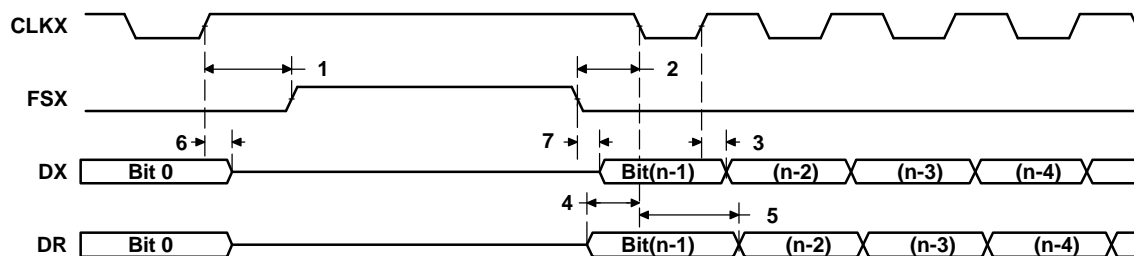 CLKX
1 2
FSX
6 7 3
DX Bit 0 Bit(n-1) (n-2) (n-3) (n-4)
4 5
DR Bit 0 Bit(n-1) (n-2) (n-3) (n-4)